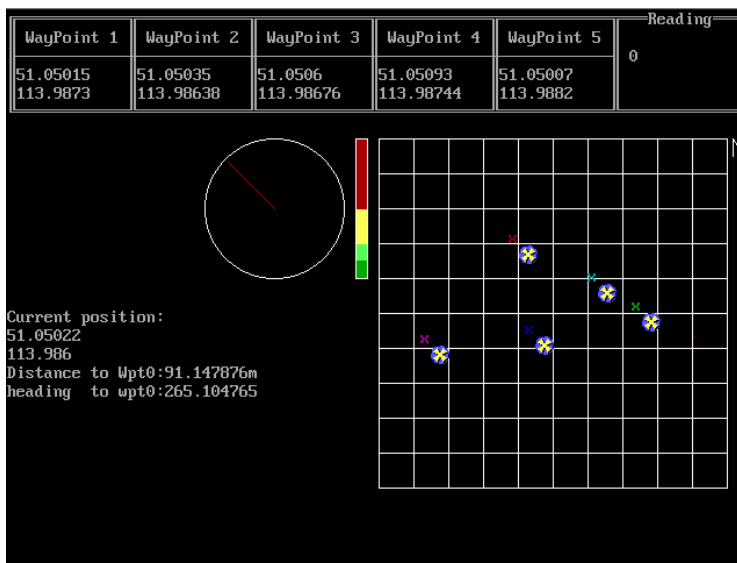 Reading
WayPoint 1 WayPoint 2 WayPoint 3 WayPoint 4 WayPoint 5
0
51.05015 51.05035 51.0506 51.05093 51.05007
113.9873 113.98638 113.98676 113.98744 113.9882
N
Current position:
51.05022
113.986
Distance to Wpt0:91.147876m
heading to wpt0:265.104765